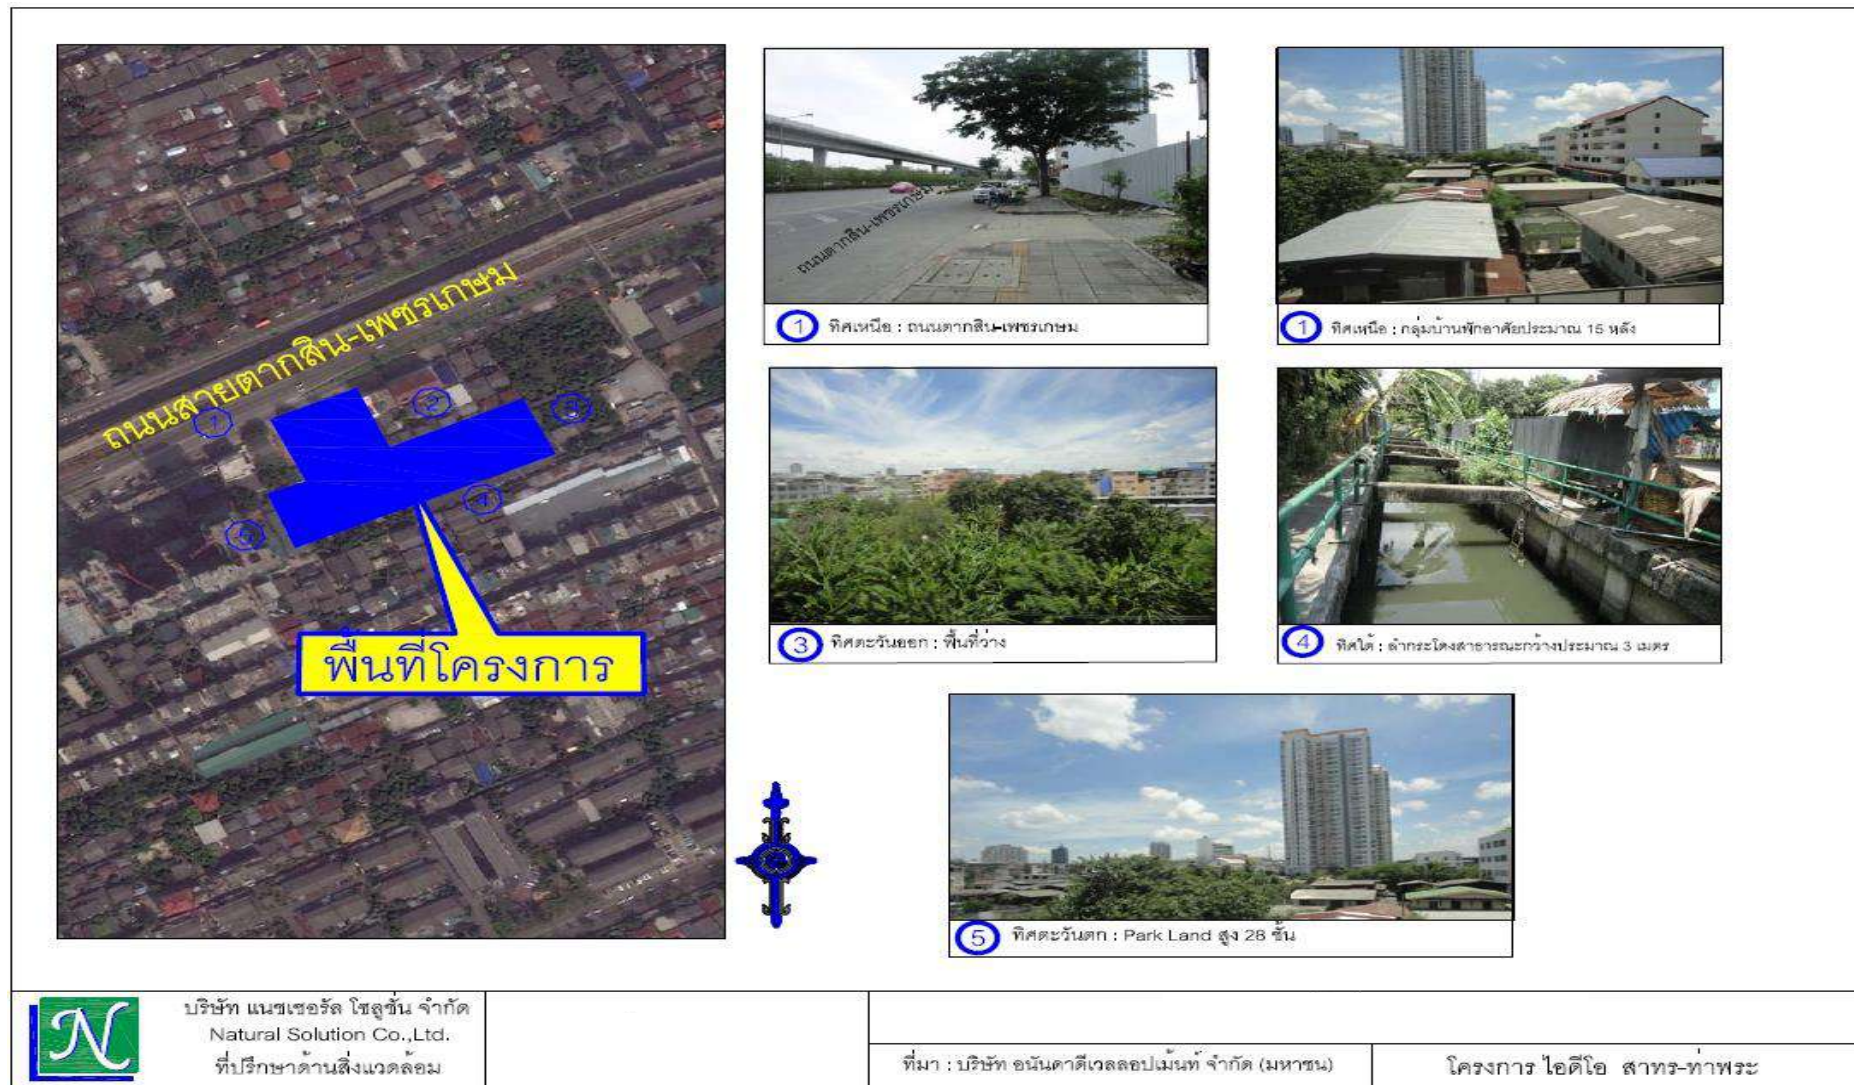 ถนนสายตากสิน-เพชรเกษม
1
2
3
4
5
พื้นที่โครงการ
ถนนตากสิน-เพชรเกษม
1 ทิศเหนือ : ถนนตากสิน-เพชรเกษม
1 ทิศเหนือ : กลุ่มบ้านพักอาศัยประมาณ 15 หลัง
3 ทิศตะวันออก : พื้นที่ว่าง
4 ทิศใต้ : ลำกระโดงสาธารณะกว้างประมาณ 3 เมตร
5 ทิศตะวันตก : Park Land สูง 28 ชั้น
N
บริษัท แนชเชอรัล โซลูชั่น จำกัด
Natural Solution Co.,Ltd.
ที่ปรึกษาด้านสิ่งแวดล้อม
ที่มา : บริษัท อนันดาดีเวลลอปเม้นท์ จำกัด (มหาชน)
โครงการ ไอดีโอ สาทร-ท่าพระ